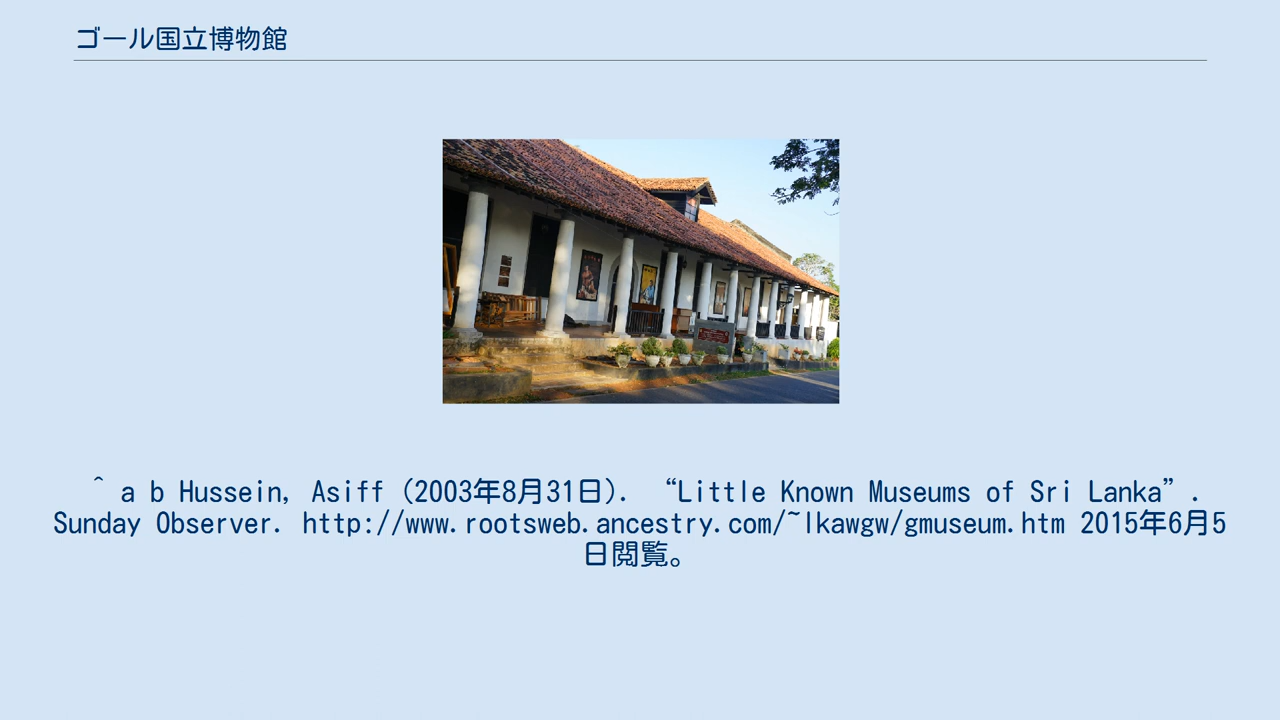 ゴール国立博物館
^ a b Hussein, Asiff (2003年8月31日). “Little Known Museums of Sri Lanka”.
Sunday Observer. http://www.rootsweb.ancestry.com/~lkawgw/gmuseum.htm 2015年6月5
日閲覧。